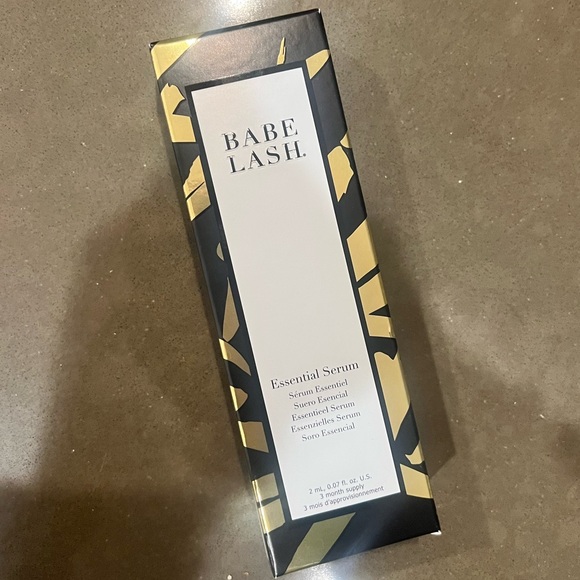 BABE
LASH.
Essential Serum
Sérum Essentiel
Suero Esencial
Essentieel Serum
Essenzielles Serum
Soro Essencial
2 mL, 0.07 fl. oz. U.S.
3 month supply
3 mois d'approvisionnement